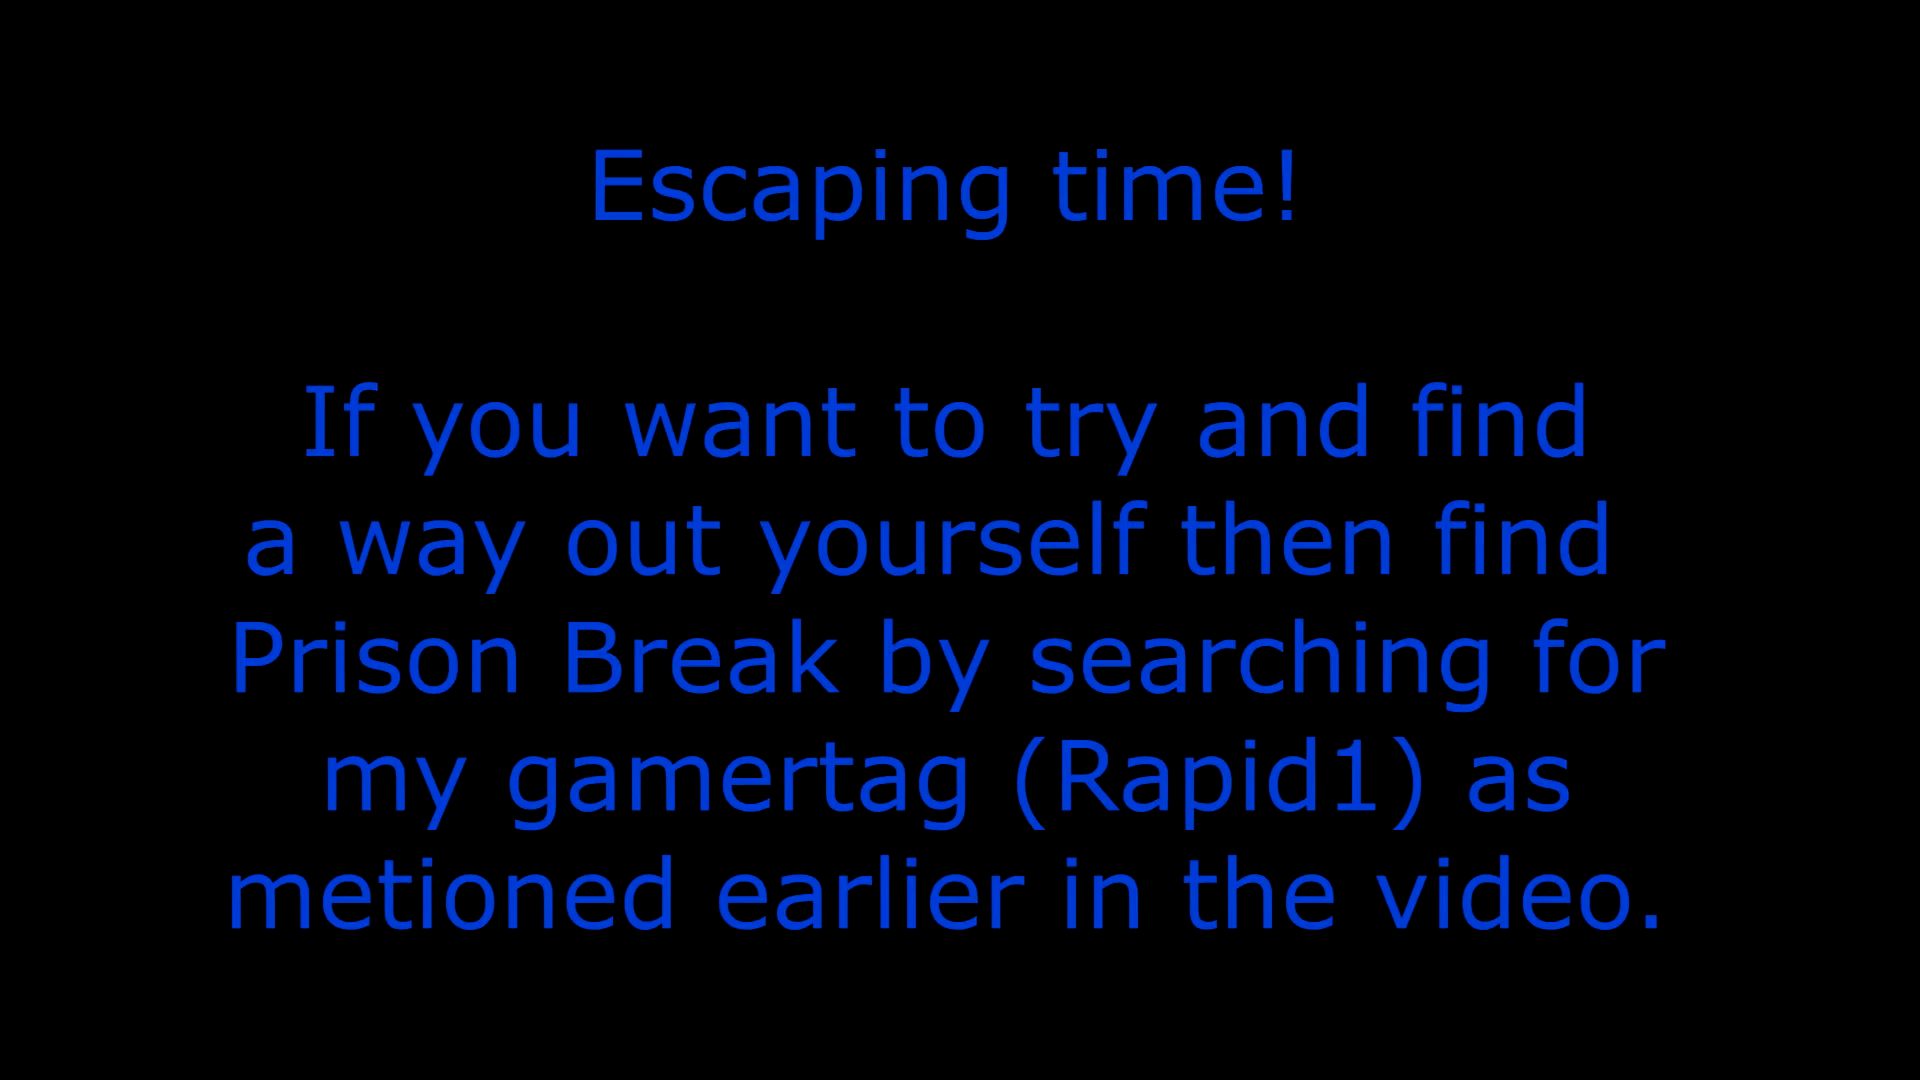 Escaping time!
If you want to try and find
a way out yourself then find
Prison Break by searching for
my gamertag (Rapid1) as
metioned earlier in the video.